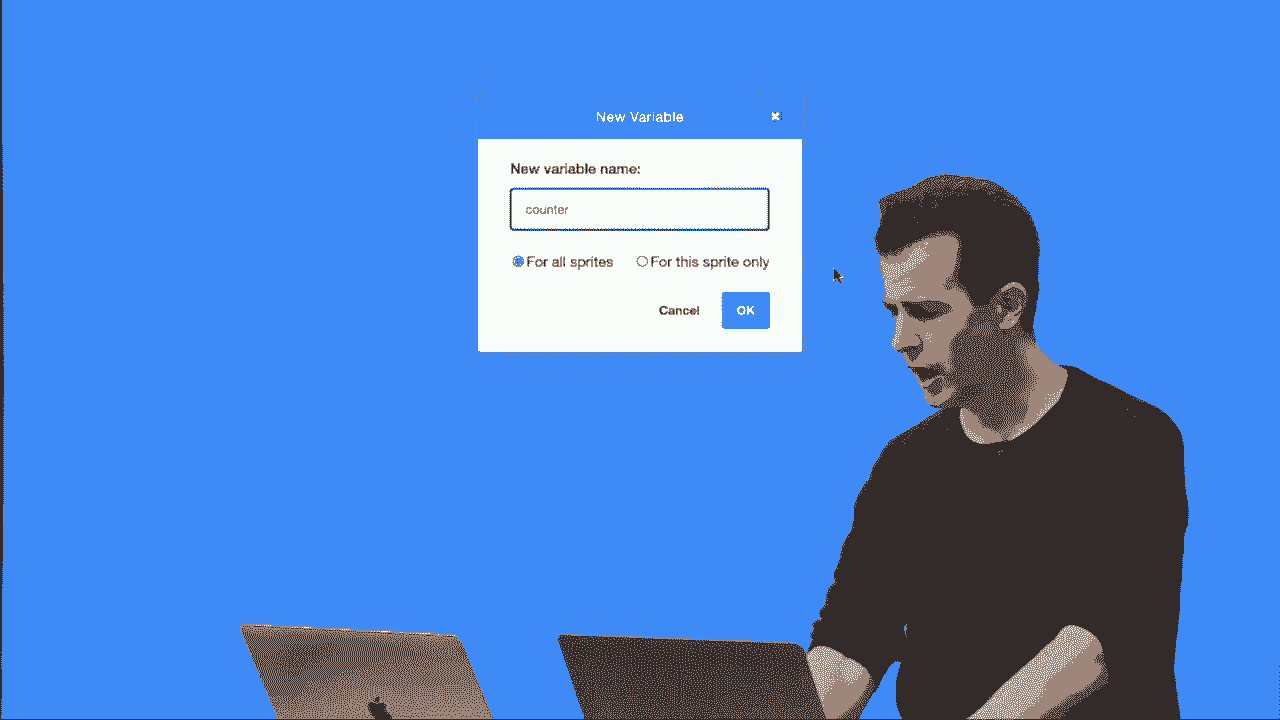 New Variable
New variable name:
counter
For all sprites For this sprite only
Cancel OK